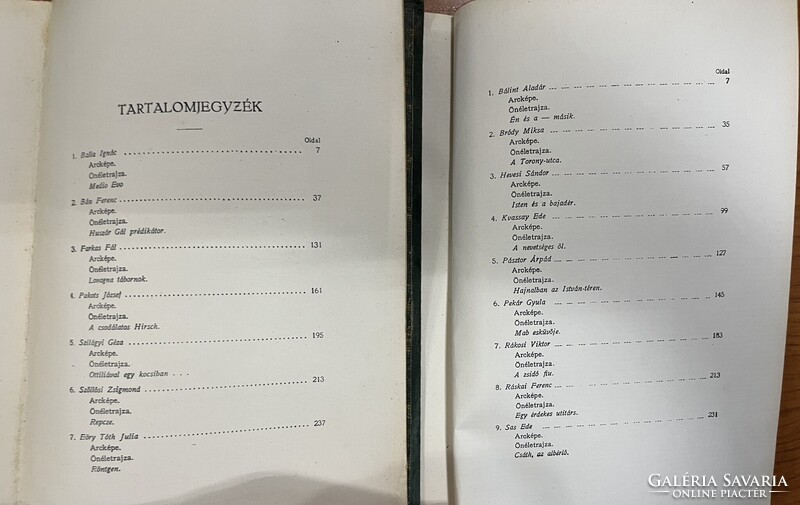 TARTALOMJEGYZÉK
Oldal
1. Balla Ignác 7
Arcképe.
Önéletrajza.
Medio Evo
2. Bán Ferenc 37
Arcképe.
Önéletrajza.
Huszár Gál prédikátor.
3. Farkas Pál 131
Arcképe.
Önéletrajza.
Lovagna tábornok.
4. Pakots József 161
Arcképe.
Önéletrajza.
A csodálatos Hirsch.
5. Szilágyi Géza 195
Arcképe.
Önéletrajza.
Ottiliával egy kocsiban . . .
6. Szöllősi Zsigmond 213
Arcképe.
Önéletrajza.
Repcze.
7. Eöry Tóth Julia 237
Arcképe.
Önéletrajza.
Röntgen.
Oldal
1. Bálint Aladár 7
Arcképe.
Önéletrajza.
Én és a — másik.
2. Bródy Miksa 35
Arcképe.
Önéletrajza.
A Torony-utca.
3. Hevesi Sándor 57
Arcképe.
Önéletrajza.
Isten és a bajadér.
4. Kvassay Ede 99
Arcképe.
Önéletrajza.
A nevetséges öl.
5. Pásztor Árpád 127
Arcképe.
Önéletrajza.
Hajnalban az István-téren.
6. Pekár Gyula 145
Arcképe.
Önéletrajza.
Mab esküvője.
7. Rákosi Viktor 183
Arcképe.
Önéletrajza.
A zsidó fiu.
8. Ráskai Ferenc 213
Arcképe.
Önéletrajza.
Egy érdekes utitárs.
9. Sas Ede 231
Arcképe.
Önéletrajza.
Csáth, az albérlő.
GALÉRIA SAVARIA
ONLINE PIACTÉR